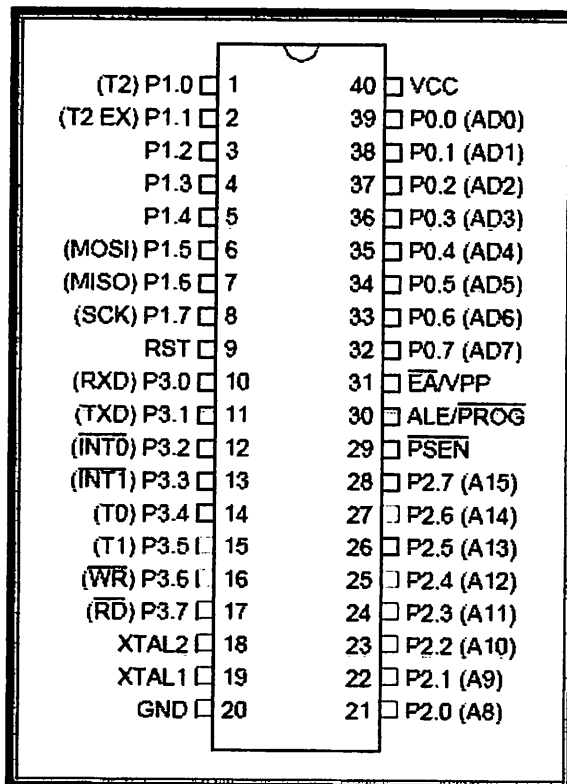 (T2) P1.0 1 40 VCC
(T2 EX) P1.1 2 39 P0.0 (AD0)
P1.2 3 38 P0.1 (AD1)
P1.3 4 37 P0.2 (AD2)
P1.4 5 36 P0.3 (AD3)
(MOSI) P1.5 6 35 P0.4 (AD4)
(MISO) P1.6 7 34 P0.5 (AD5)
(SCK) P1.7 8 33 P0.6 (AD6)
RST 9 32 P0.7 (AD7)
(RXD) P3.0 10 31 E̅A̅/VPP
(TXD) P3.1 11 30 ALE/P̅R̅O̅G̅
(I̅N̅T̅0̅) P3.2 12 29 P̅S̅E̅N̅
(I̅N̅T̅1̅) P3.3 13 28 P2.7 (A15)
(T0) P3.4 14 27 P2.6 (A14)
(T1) P3.5 15 26 P2.5 (A13)
(W̅R̅) P3.6 16 25 P2.4 (A12)
(R̅D̅) P3.7 17 24 P2.3 (A11)
XTAL2 18 23 P2.2 (A10)
XTAL1 19 22 P2.1 (A9)
GND 20 21 P2.0 (A8)